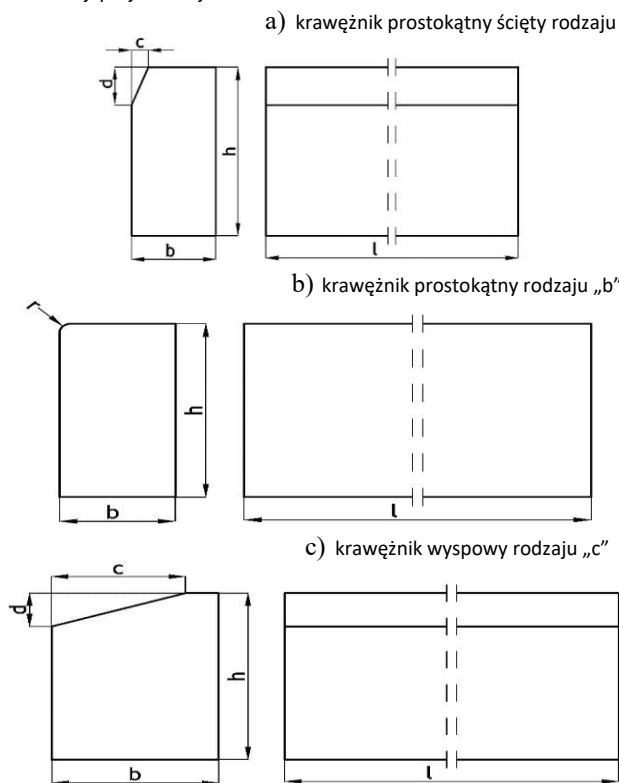 a) krawężnik prostokątny ścięty rodzaju
c
d
h
b
l
b) krawężnik prostokątny rodzaju „b”
r
h
b
l
c) krawężnik wyspowy rodzaju „c”
c
d
h
b
l